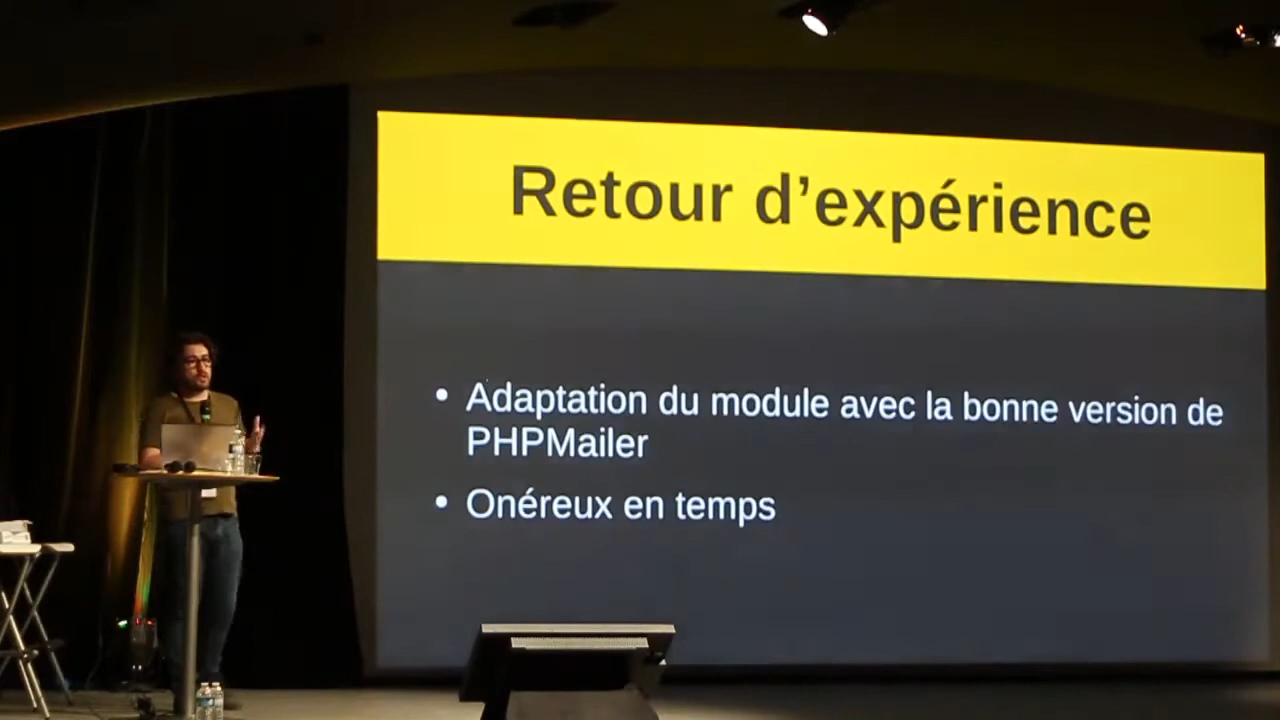 Retour d’expérience
• Adaptation du module avec la bonne version de
PHPMailer
• Onéreux en temps